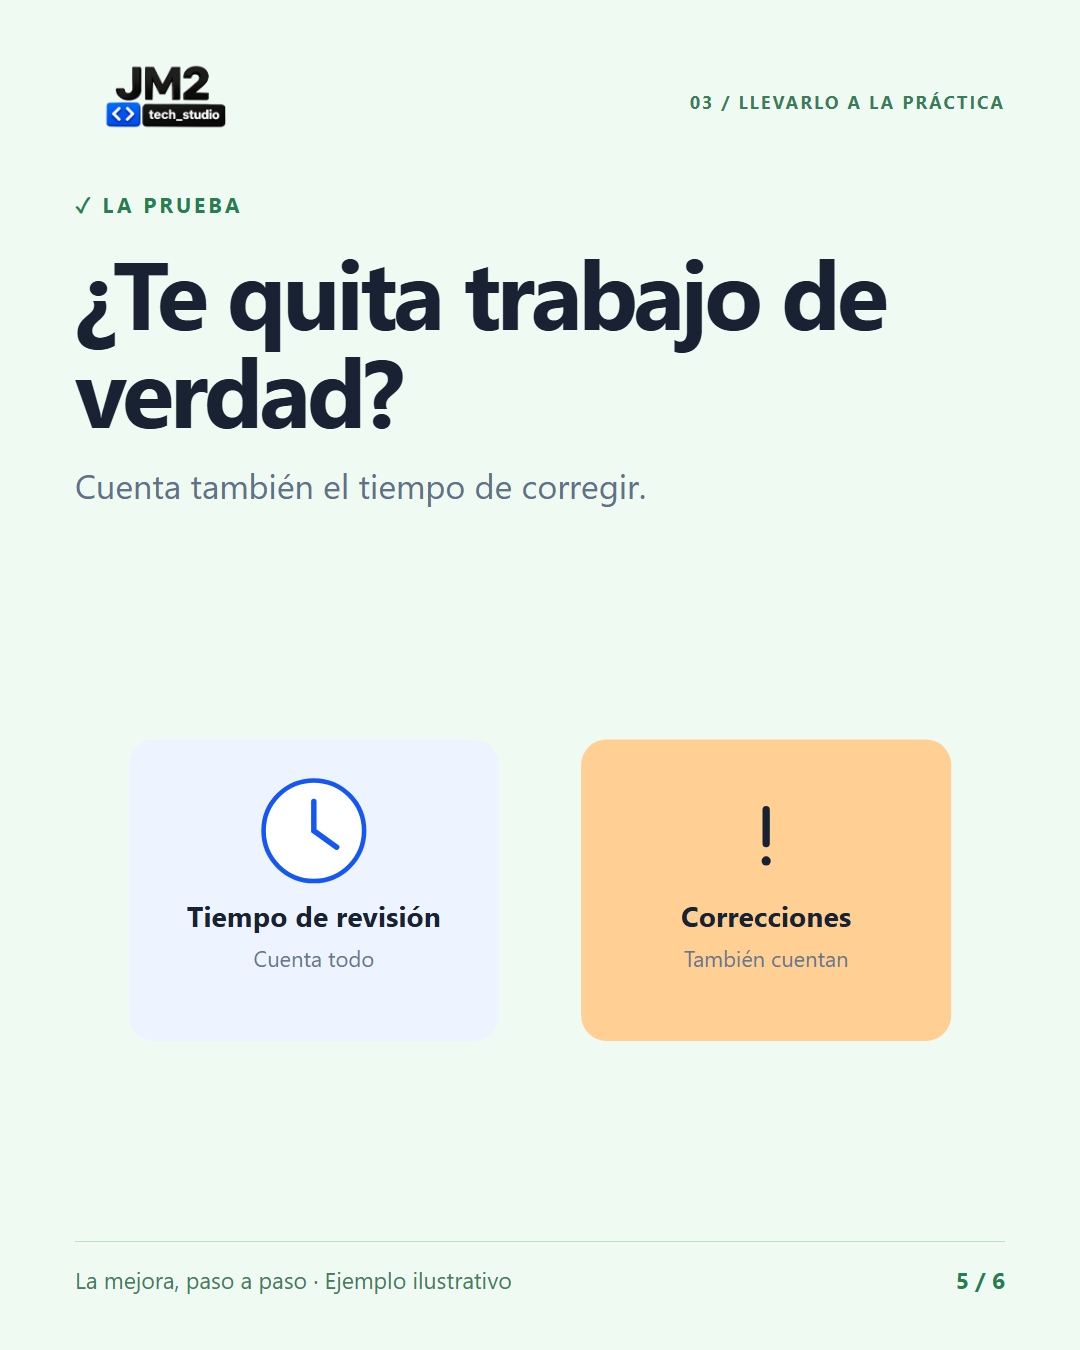 JM2
<> tech_studio
03 / LLEVARLO A LA PRÁCTICA
✓ LA PRUEBA
¿Te quita trabajo de
verdad?
Cuenta también el tiempo de corregir.
Tiempo de revisión
Cuenta todo
!
Correcciones
También cuentan
La mejora, paso a paso · Ejemplo ilustrativo
5 / 6